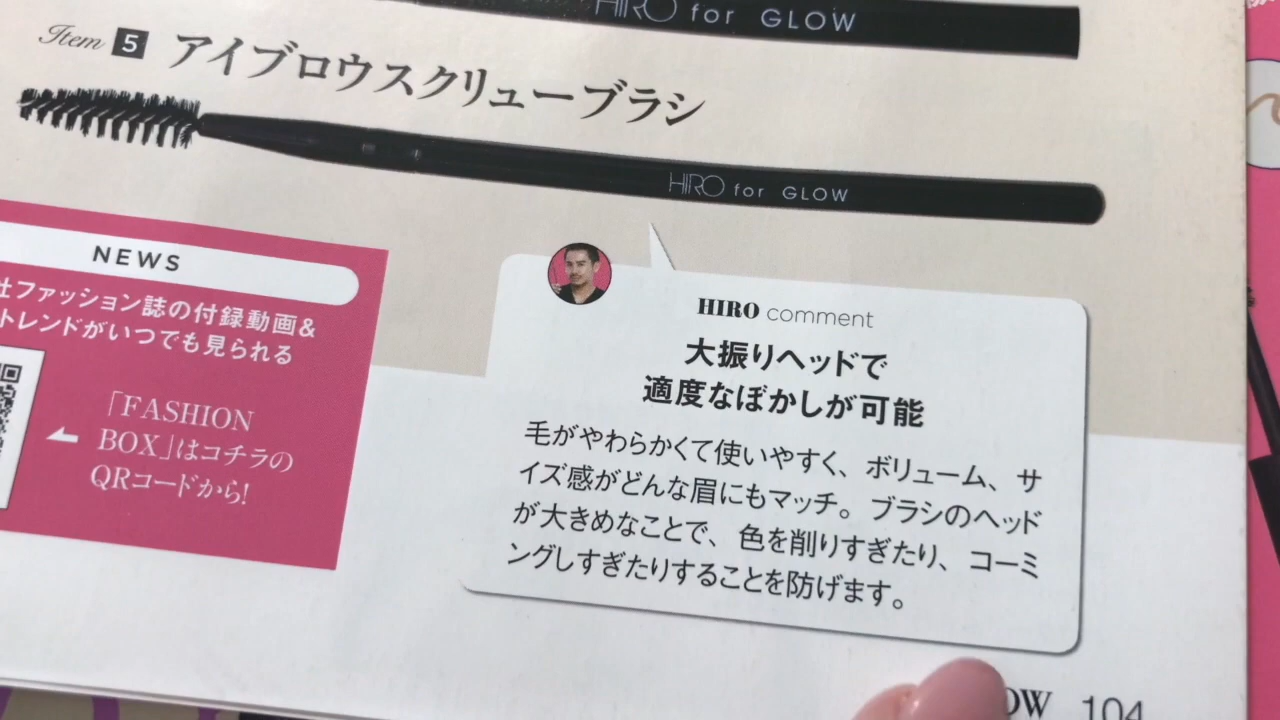 HIRO for GLOW
Item 5 アイブロウスクリューブラシ
HIRO for GLOW
NEWS
社ファッション誌の付録動画&
トレンドがいつでも見られる
「FASHION
BOX」はコチラの
QRコードから!
HIRO comment
大振りヘッドで
適度なぼかしが可能
毛がやわらかくて使いやすく、ボリューム、サ
イズ感がどんな眉にもマッチ。ブラシのヘッド
が大きめなことで、色を削りすぎたり、コーミ
ングしすぎたりすることを防げます。
OW 104